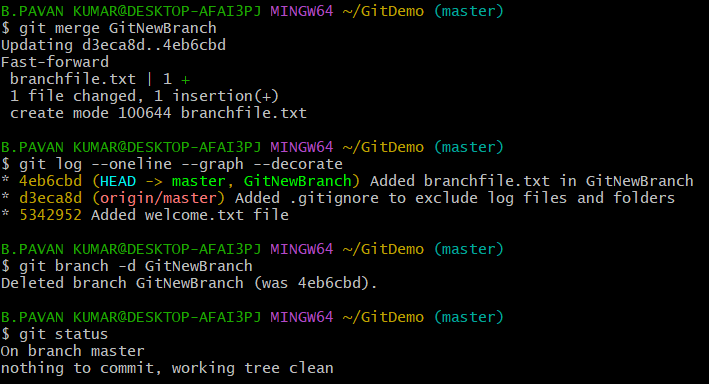 B.PAVAN KUMAR@DESKTOP-AFAI3PJ MINGW64 ~/GitDemo (master)
$ git merge GitNewBranch
Updating d3eca8d..4eb6cbd
Fast-forward
 branchfile.txt | 1 +
 1 file changed, 1 insertion(+)
 create mode 100644 branchfile.txt
B.PAVAN KUMAR@DESKTOP-AFAI3PJ MINGW64 ~/GitDemo (master)
$ git log --oneline --graph --decorate
* 4eb6cbd (HEAD -> master, GitNewBranch) Added branchfile.txt in GitNewBranch
* d3eca8d (origin/master) Added .gitignore to exclude log files and folders
* 5342952 Added welcome.txt file
B.PAVAN KUMAR@DESKTOP-AFAI3PJ MINGW64 ~/GitDemo (master)
$ git branch -d GitNewBranch
Deleted branch GitNewBranch (was 4eb6cbd).
B.PAVAN KUMAR@DESKTOP-AFAI3PJ MINGW64 ~/GitDemo (master)
$ git status
On branch master
nothing to commit, working tree clean